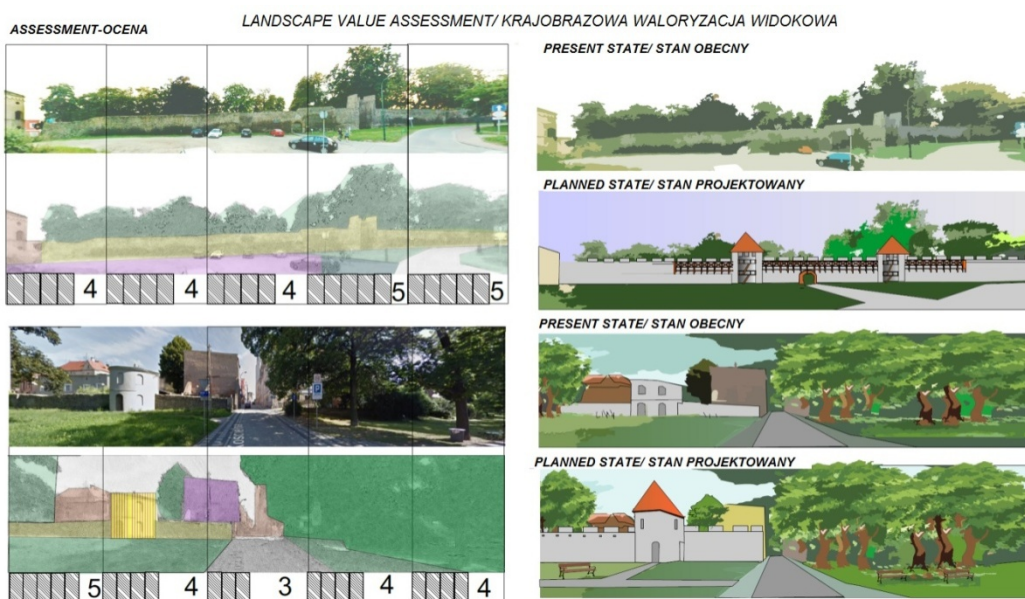 LANDSCAPE VALUE ASSESSMENT/ KRAJOBRAZOWA WALORYZACJA WIDOKOWA
ASSESSMENT-OCENA
4 4 4 5 5
5 4 3 4 4
PRESENT STATE/ STAN OBECNY
PLANNED STATE/ STAN PROJEKTOWANY
PRESENT STATE/ STAN OBECNY
PLANNED STATE/ STAN PROJEKTOWANY